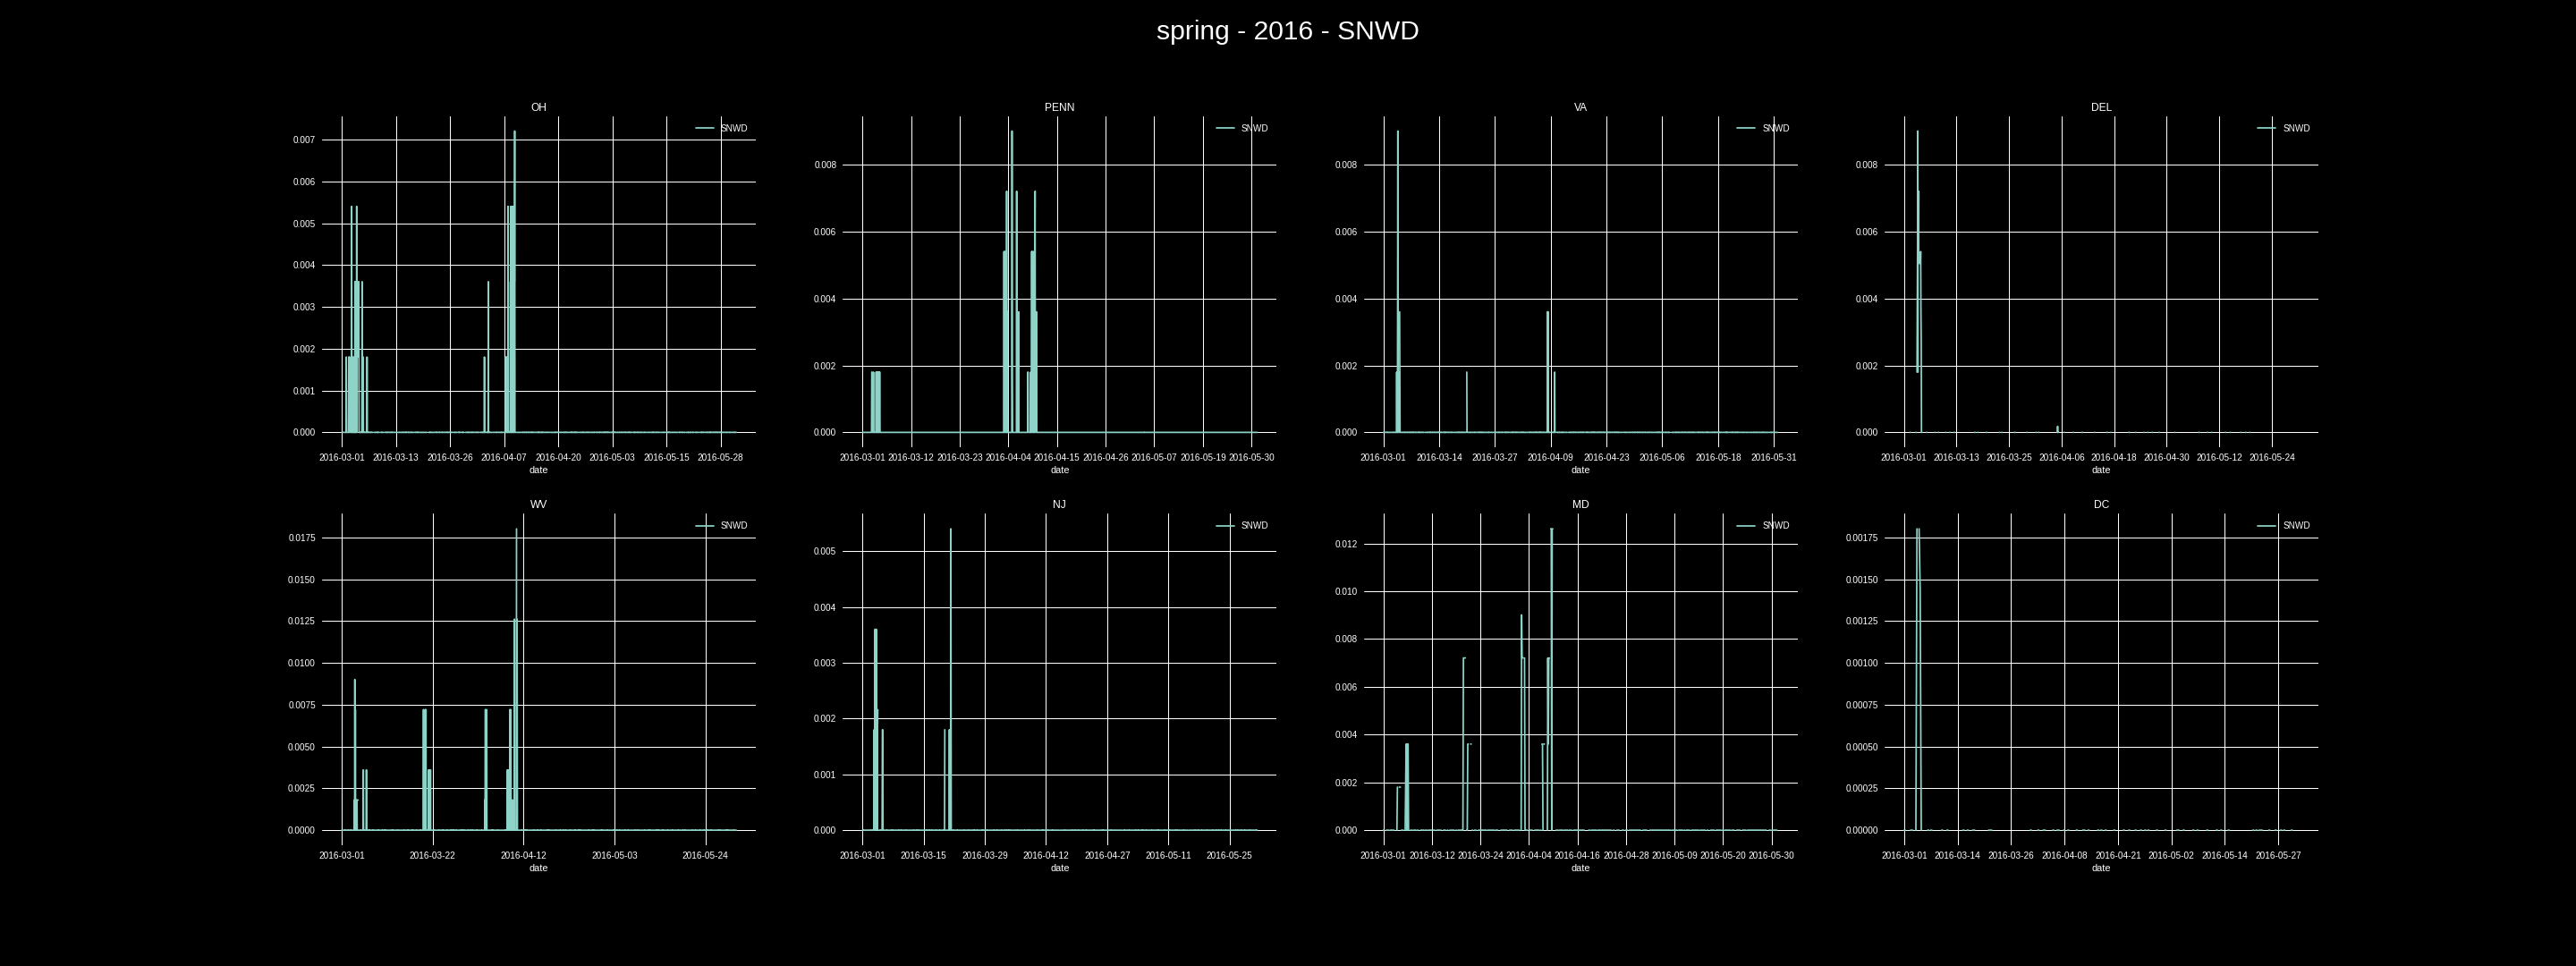 spring - 2016 - SNWD
OH
SNWD
0.007
0.006
0.005
0.004
0.003
0.002
0.001
0.000
2016-03-01 2016-03-13 2016-03-26 2016-04-07 2016-04-20 2016-05-03 2016-05-15 2016-05-28
date
PENN
SNWD
0.008
0.006
0.004
0.002
0.000
2016-03-01 2016-03-12 2016-03-23 2016-04-04 2016-04-15 2016-04-26 2016-05-07 2016-05-19 2016-05-30
date
VA
SNWD
0.008
0.006
0.004
0.002
0.000
2016-03-01 2016-03-14 2016-03-27 2016-04-09 2016-04-23 2016-05-06 2016-05-18 2016-05-31
date
DEL
SNWD
0.008
0.006
0.004
0.002
0.000
2016-03-01 2016-03-13 2016-03-25 2016-04-06 2016-04-18 2016-04-30 2016-05-12 2016-05-24
date
WV
SNWD
0.0175
0.0150
0.0125
0.0100
0.0075
0.0050
0.0025
0.0000
2016-03-01 2016-03-22 2016-04-12 2016-05-03 2016-05-24
date
NJ
SNWD
0.005
0.004
0.003
0.002
0.001
0.000
2016-03-01 2016-03-15 2016-03-29 2016-04-12 2016-04-27 2016-05-11 2016-05-25
date
MD
SNWD
0.012
0.010
0.008
0.006
0.004
0.002
0.000
2016-03-01 2016-03-12 2016-03-24 2016-04-04 2016-04-16 2016-04-28 2016-05-09 2016-05-20 2016-05-30
date
DC
SNWD
0.00175
0.00150
0.00125
0.00100
0.00075
0.00050
0.00025
0.00000
2016-03-01 2016-03-14 2016-03-26 2016-04-08 2016-04-21 2016-05-02 2016-05-14 2016-05-27
date